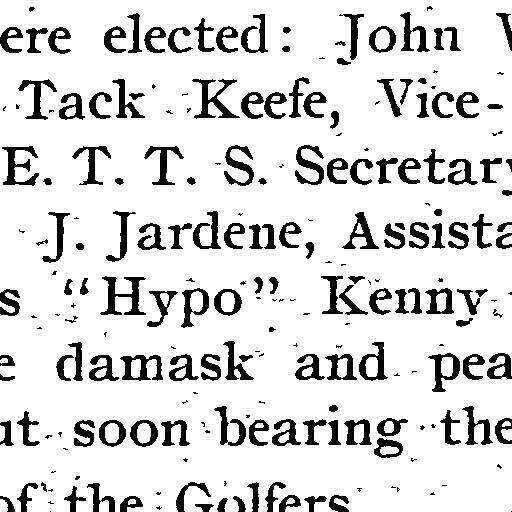 ere elected: John
Tack Keefe, Vice-
E. T. T. S. Secretary
J. Jardene, Assista
s "Hypo" Kenny
e damask and pea
ut soon bearing the
of the Golfers